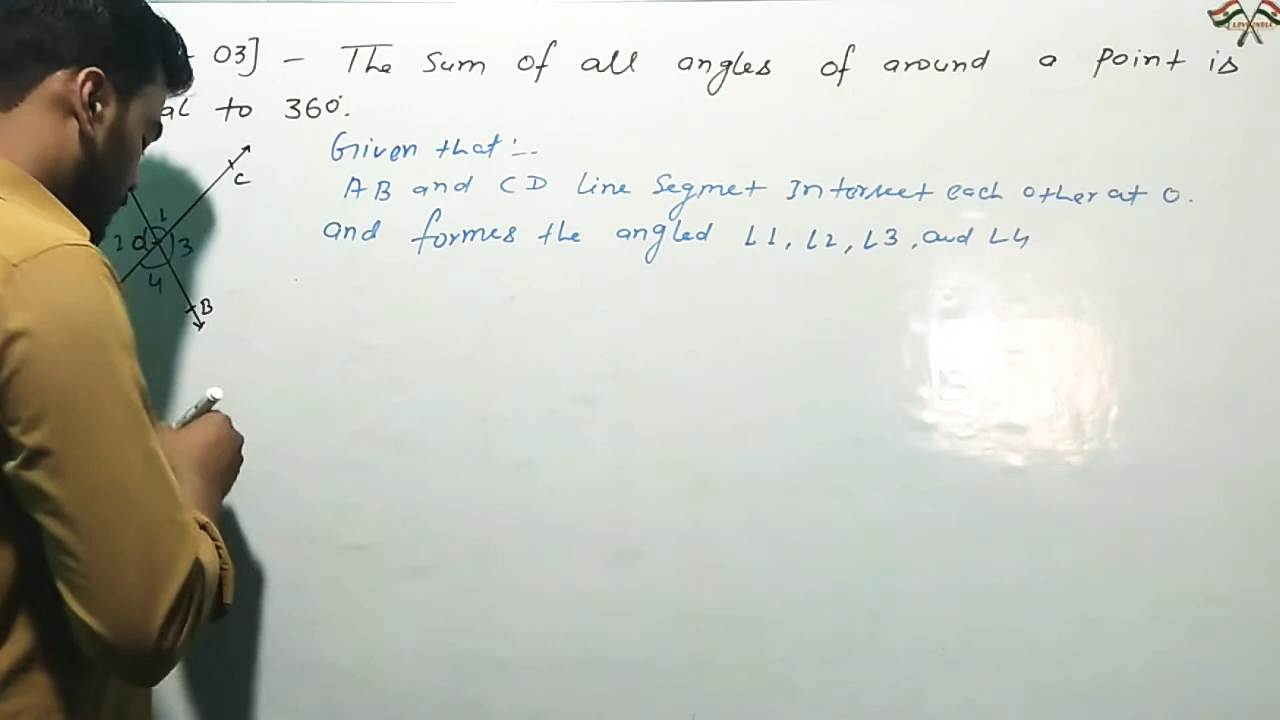 03] - The Sum of all angles of around a point is
to 360°.
Given that :-
AB and CD Line Segmet Intersect each other at O.
and formes the angled ∠1, ∠2, ∠3, and ∠4
C
1
2 O 3
4
B